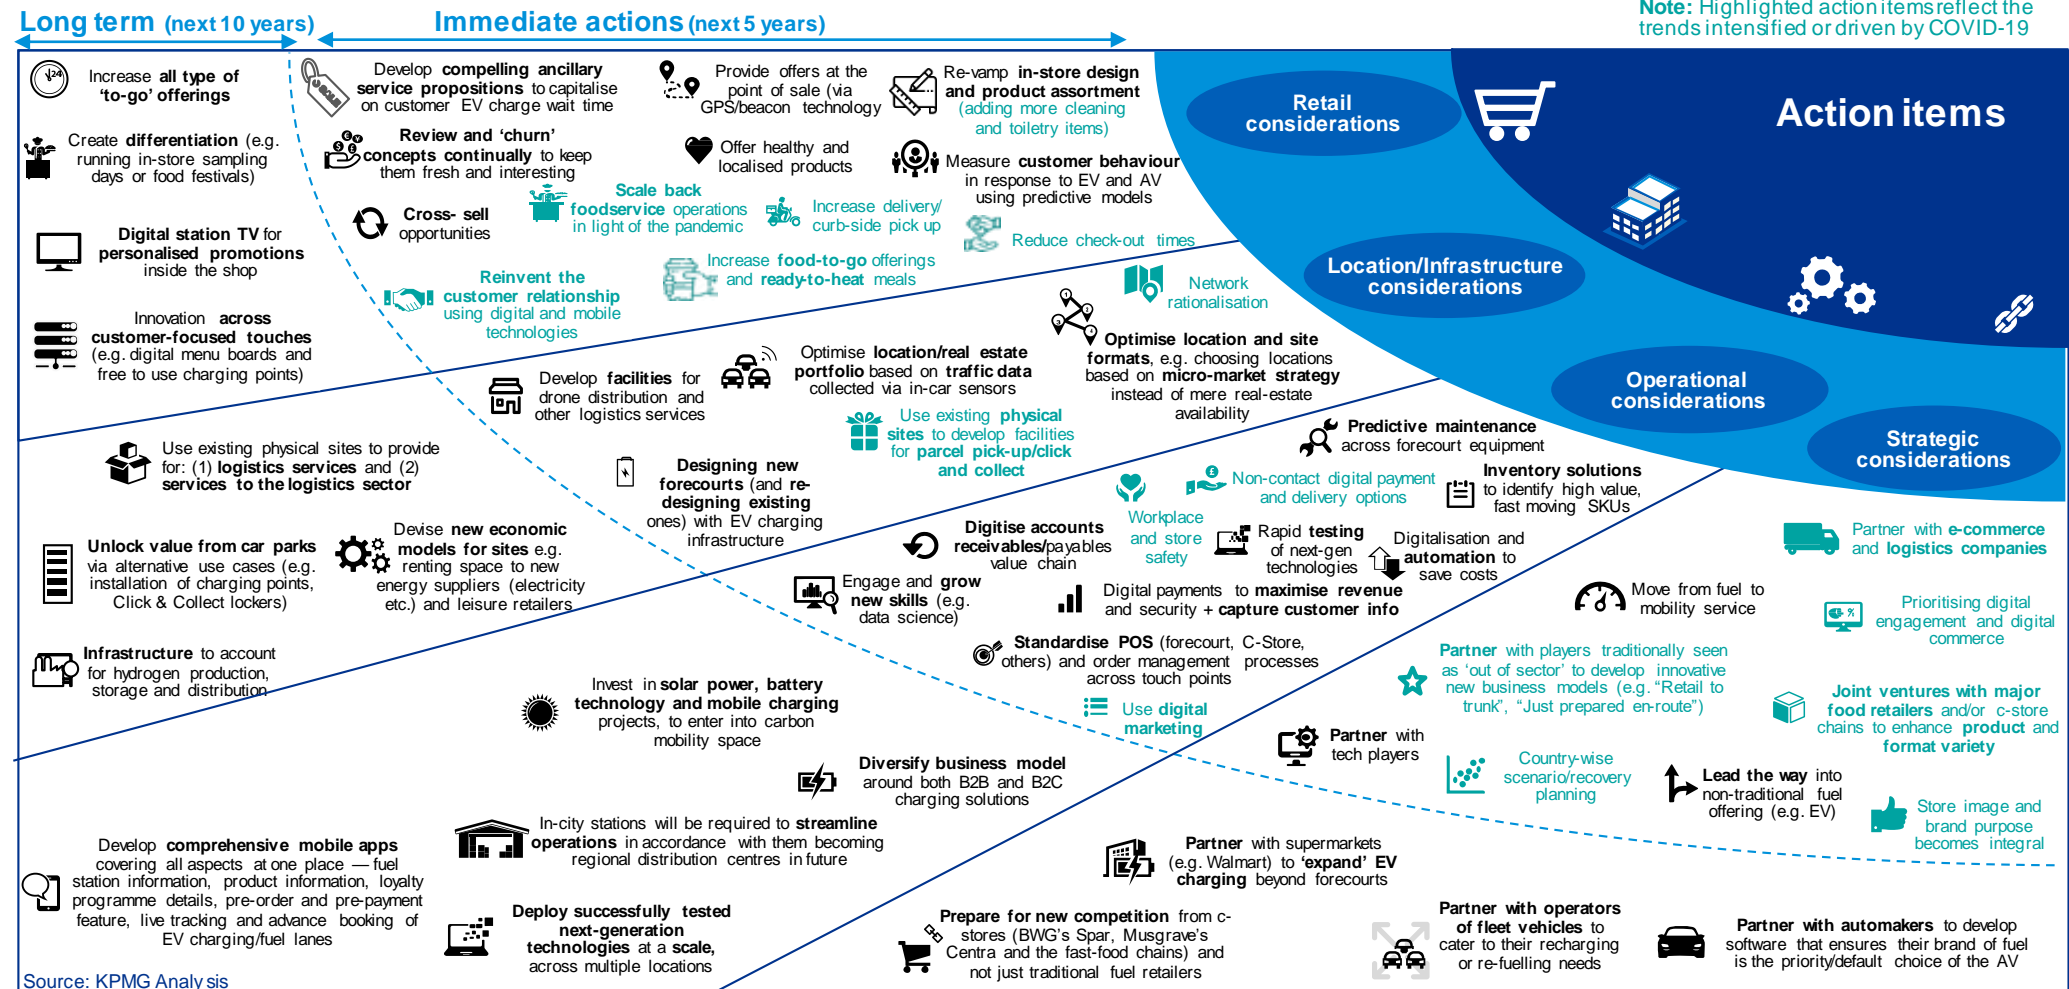 Long term (next 10 years)
Immediate actions (next 5 years)
Note: Highlighted action items reflect the
trends intensified or driven by COVID-19
Action items
Retail
considerations
Location/Infrastructure
considerations
Operational
considerations
Strategic
considerations
24
Increase all type of
‘to-go’ offerings
Create differentiation (e.g.
running in-store sampling
days or food festivals)
Digital station TV for
personalised promotions
inside the shop
Innovation across
customer-focused touches
(e.g. digital menu boards and
free to use charging points)
Develop compelling ancillary
service propositions to capitalise
on customer EV charge wait time
Review and ‘churn’
concepts continually to keep
them fresh and interesting
Cross- sell
opportunities
Reinvent the
customer relationship
using digital and mobile
technologies
Scale back
foodservice operations
in light of the pandemic
Provide offers at the
point of sale (via
GPS/beacon technology
Offer healthy and
localised products
Increase delivery/
curb-side pick up
Increase food-to-go offerings
and ready-to-heat meals
Re-vamp in-store design
and product assortment
(adding more cleaning
and toiletry items)
Measure customer behaviour
in response to EV and AV
using predictive models
Reduce check-out times
Network
rationalisation
Optimise location and site
formats, e.g. choosing locations
based on micro-market strategy
instead of mere real-estate
availability
Optimise location/real estate
portfolio based on traffic data
collected via in-car sensors
Develop facilities for
drone distribution and
other logistics services
Use existing physical
sites to develop facilities
for parcel pick-up/click
and collect
Designing new
forecourts (and re-
designing existing
ones) with EV charging
infrastructure
Use existing physical sites to provide
for: (1) logistics services and (2)
services to the logistics sector
Unlock value from car parks
via alternative use cases (e.g.
installation of charging points,
Click & Collect lockers)
Devise new economic
models for sites e.g.
renting space to new
energy suppliers (electricity
etc.) and leisure retailers
Infrastructure to account
for hydrogen production,
storage and distribution
Predictive maintenance
across forecourt equipment
Non-contact digital payment
and delivery options
Inventory solutions
to identify high value,
fast moving SKUs
Workplace
and store
safety
Rapid testing
of next-gen
technologies
Digitalisation and
automation to
save costs
Digitise accounts
receivables/payables
value chain
Engage and grow
new skills (e.g.
data science)
Digital payments to maximise revenue
and security + capture customer info
Standardise POS (forecourt, C-Store,
others) and order management processes
across touch points
Use digital
marketing
Invest in solar power, battery
technology and mobile charging
projects, to enter into carbon
mobility space
Diversify business model
around both B2B and B2C
charging solutions
In-city stations will be required to streamline
operations in accordance with them becoming
regional distribution centres in future
Develop comprehensive mobile apps
covering all aspects at one place — fuel
station information, product information, loyalty
programme details, pre-order and pre-payment
feature, live tracking and advance booking of
EV charging/fuel lanes
Deploy successfully tested
next-generation
technologies at a scale,
across multiple locations
Partner with e-commerce
and logistics companies
Move from fuel to
mobility service
Prioritising digital
engagement and digital
commerce
Partner with players traditionally seen
as ‘out of sector’ to develop innovative
new business models (e.g. “Retail to
trunk”, “Just prepared en-route”)
Joint ventures with major
food retailers and/or c-store
chains to enhance product and
format variety
Partner with
tech players
Country-wise
scenario/recovery
planning
Lead the way into
non-traditional fuel
offering (e.g. EV)
Store image and
brand purpose
becomes integral
Partner with supermarkets
(e.g. Walmart) to ‘expand’ EV
charging beyond forecourts
Prepare for new competition from c-
stores (BWG’s Spar, Musgrave’s
Centra and the fast-food chains) and
not just traditional fuel retailers
Partner with operators
of fleet vehicles to
cater to their recharging
or re-fuelling needs
Partner with automakers to develop
software that ensures their brand of fuel
is the priority/default choice of the AV
Source: KPMG Analysis